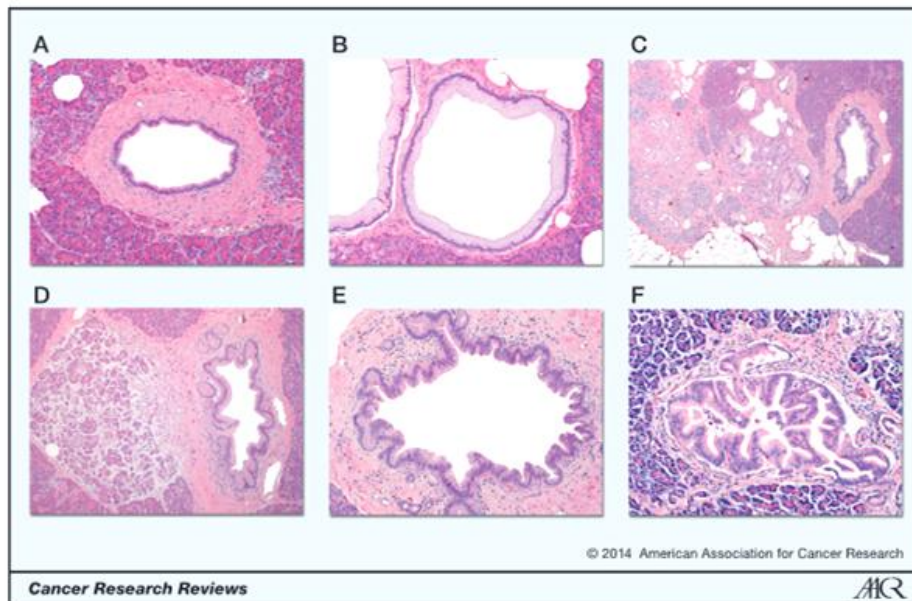 A
B
C
D
E
F
© 2014 American Association for Cancer Research
Cancer Research Reviews
AACR